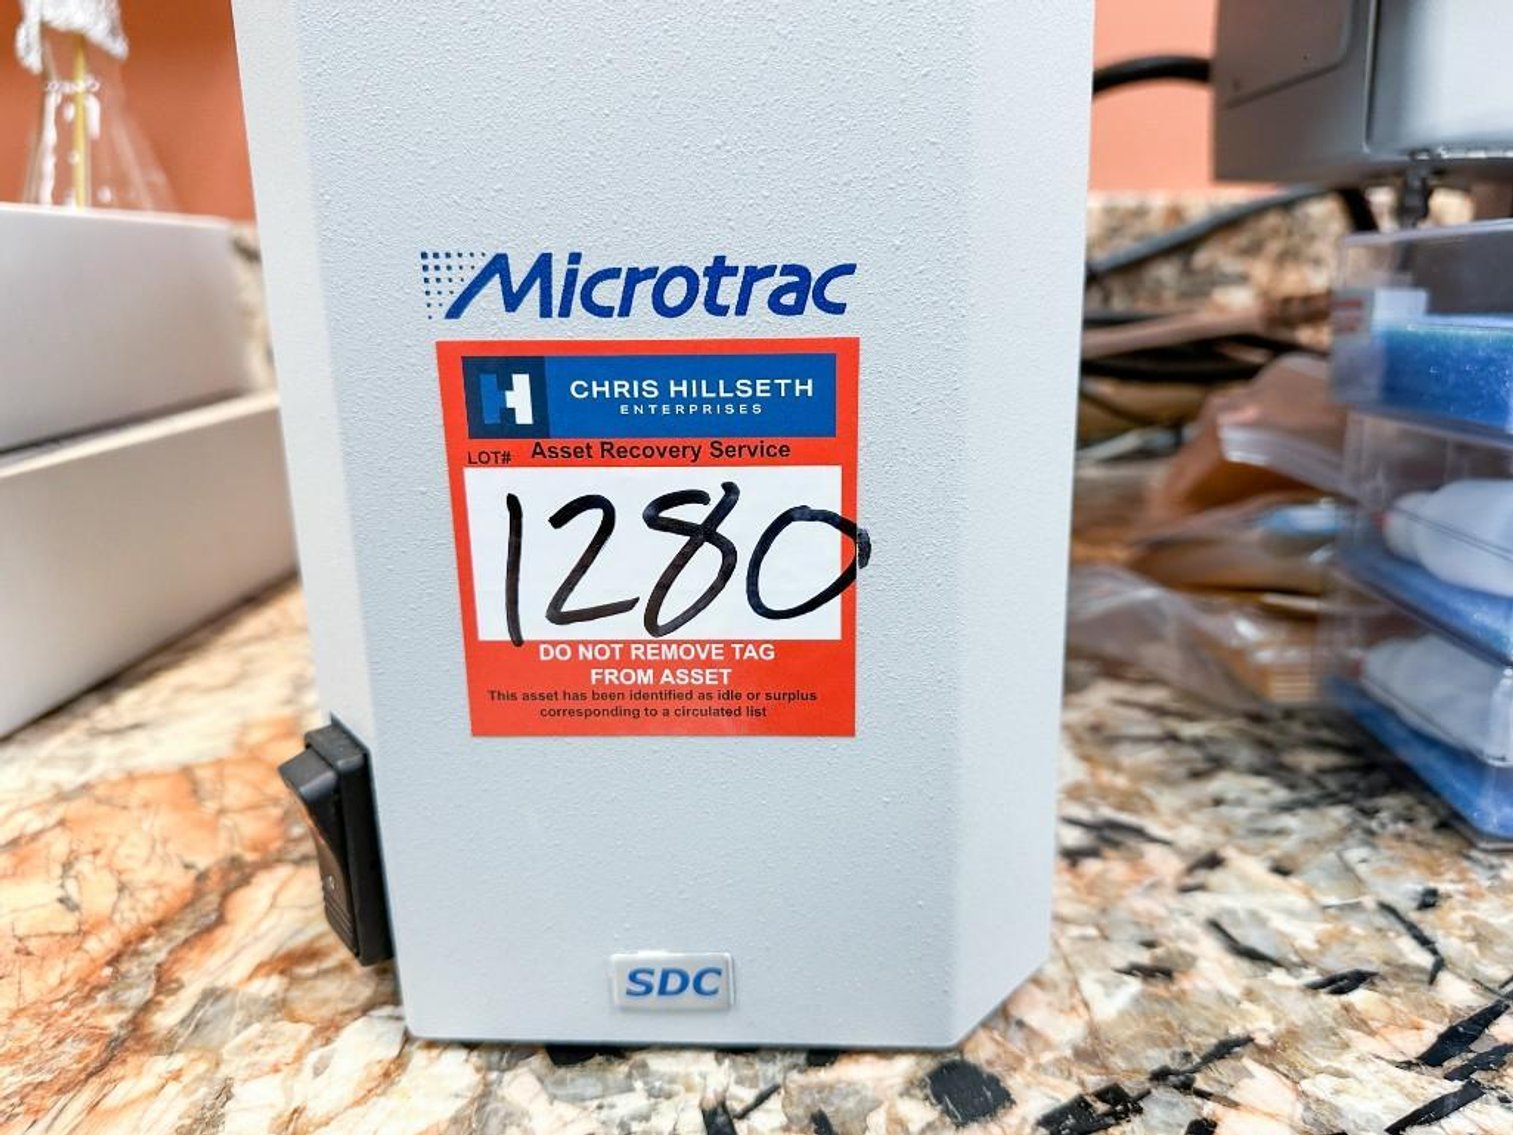 Microtrac
H CHRIS HILLSETH
ENTERPRISES
LOT# Asset Recovery Service
1280
DO NOT REMOVE TAG
FROM ASSET
This asset has been identified as idle or surplus
corresponding to a circulated list
SDC